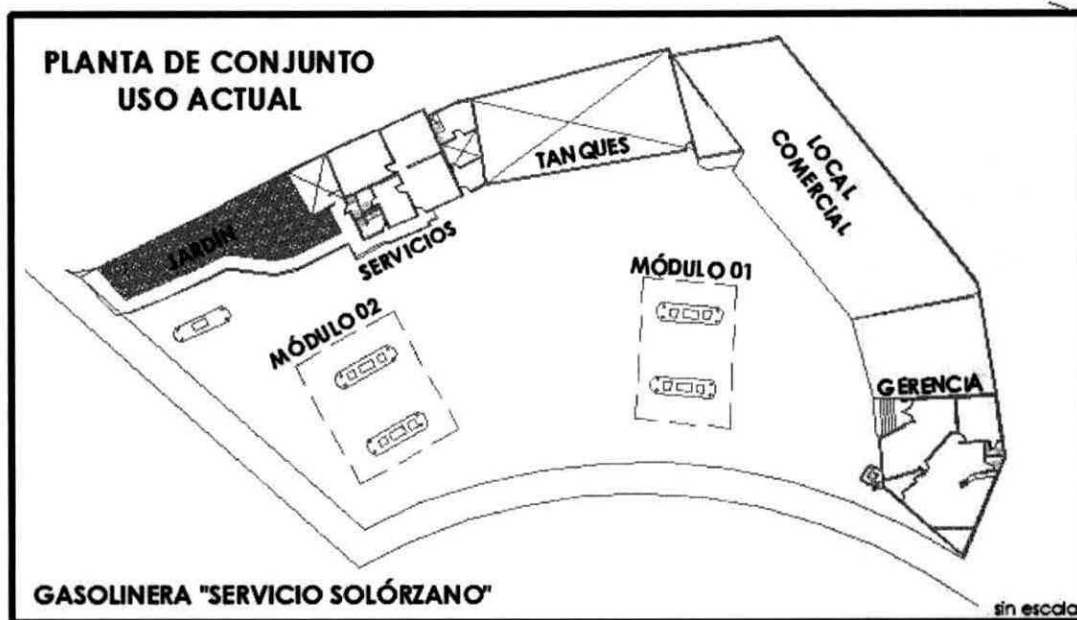 PLANTA DE CONJUNTO
USO ACTUAL
LOCAL
COMERCIAL
TANQUES
JARDÍN
SERVICIOS
MÓDULO 01
MÓDULO 02
GERENCIA
GASOLINERA "SERVICIO SOLÓRZANO"
sin escala